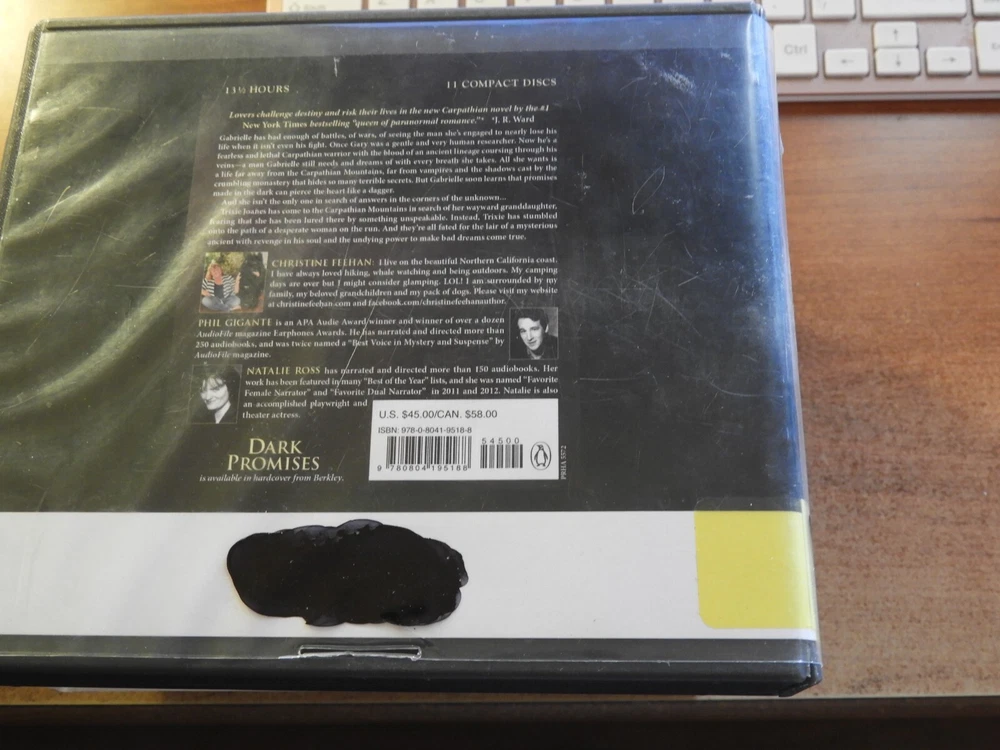 Shift
Ctrl
↑
←
↓
→
13 ½ HOURS
11 COMPACT DISCS
Lovers challenge destiny and risk their lives in the new Carpathian novel by the #1
New York Times bestselling "queen of paranormal romance."* *J. R. Ward
Gabrielle has had enough of battles, of wars, of seeing the man she's engaged to nearly lose his
life when it isn't even his fight. Once Gary was a gentle and very human researcher. Now he's a
fearless and lethal Carpathian warrior with the blood of an ancient lineage coursing through his
veins—a man Gabrielle still needs and dreams of with every breath she takes. All she wants is
a life far away from the Carpathian Mountains, far from vampires and the shadows cast by the
crumbling monastery that hides so many terrible secrets. But Gabrielle soon learns that promises
made in the dark can pierce the heart like a dagger.
And she isn't the only one in search of answers in the corners of the unknown...
Trixie Joanes has come to the Carpathian Mountains in search of her wayward granddaughter,
fearing that she has been lured there by something unspeakable. Instead, Trixie has stumbled
onto the path of a desperate woman on the run. And they're all fated for the lair of a mysterious
ancient with revenge in his soul and the undying power to make bad dreams come true.
CHRISTINE FEEHAN: I live on the beautiful Northern California coast.
I have always loved hiking, whale watching and being outdoors. My camping
days are over but I might consider glamping. LOL! I am surrounded by my
family, my beloved grandchildren and my pack of dogs. Please visit my website
at christinefeehan.com and facebook.com/christinefeehanauthor.
PHIL GIGANTE is an APA Audie Award winner and winner of over a dozen
AudioFile magazine Earphones Awards. He has narrated and directed more than
250 audiobooks, and was twice named a "Best Voice in Mystery and Suspense" by
AudioFile magazine.
NATALIE ROSS has narrated and directed more than 150 audiobooks. Her
work has been featured in many "Best of the Year" lists, and she was named "Favorite
Female Narrator" and "Favorite Dual Narrator" in 2011 and 2012. Natalie is also
an accomplished playwright and
theater actress.
U.S. $45.00/CAN. $58.00
ISBN: 978-0-8041-9518-8
54500
9 780804 195188
PRHA 5572
DARK
PROMISES
is available in hardcover from Berkley.